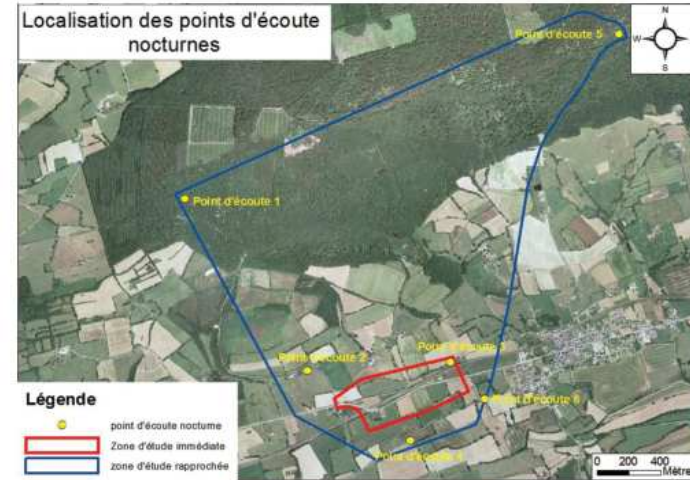 Localisation des points d'écoute
nocturnes
N
W
E
S
Point d'écoute 5
Point d'écoute 1
Point d'écoute 2
Point d'écoute 3
Point d'écoute 6
Point d'écoute 4
Légende
point d'écoute nocturne
Zone d'étude immédiate
zone d'étude rapprochée
0 200 400
Mètre